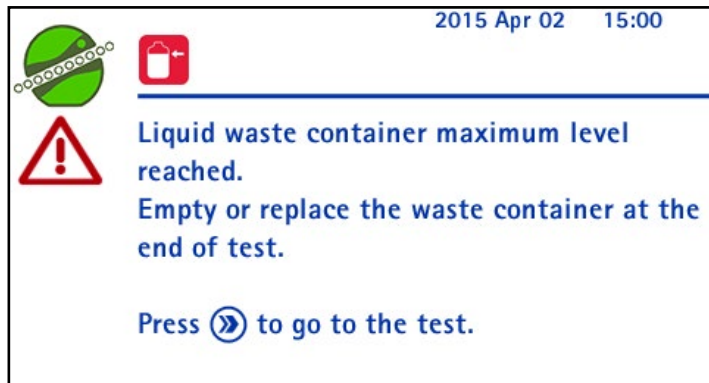 2015 Apr 02 15:00
Liquid waste container maximum level
reached.
Empty or replace the waste container at the
end of test.
Press to go to the test.